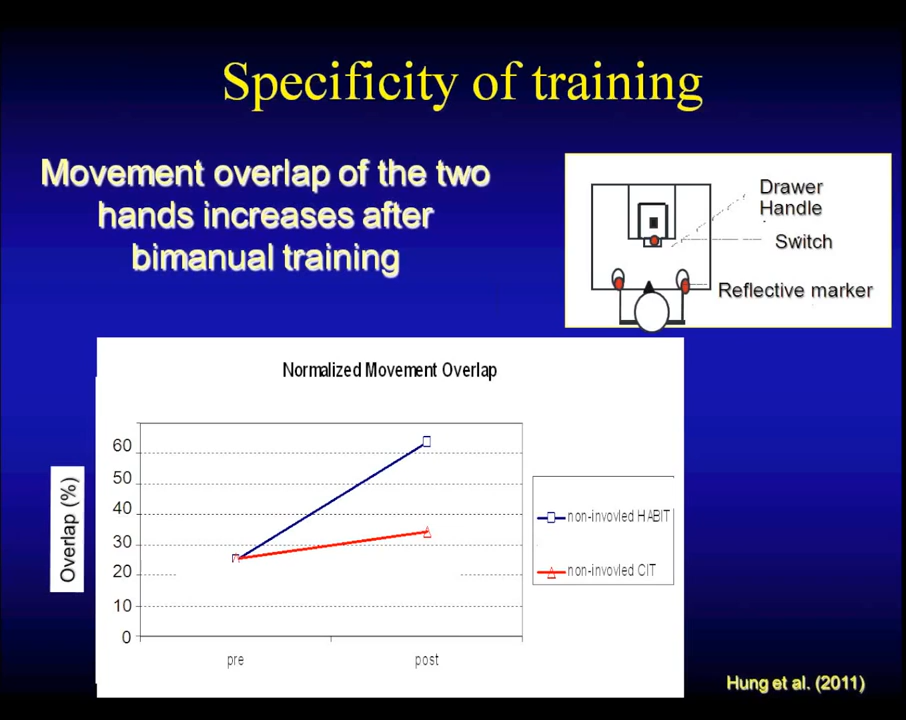 Specificity of training
Movement overlap of the two
hands increases after
bimanual training
Drawer
Handle
Switch
Reflective marker
Normalized Movement Overlap
Overlap (%)
60
50
40
30
20
10
0
pre
post
non-invovled HABIT
non-invovled CIT
Hung et al. (2011)